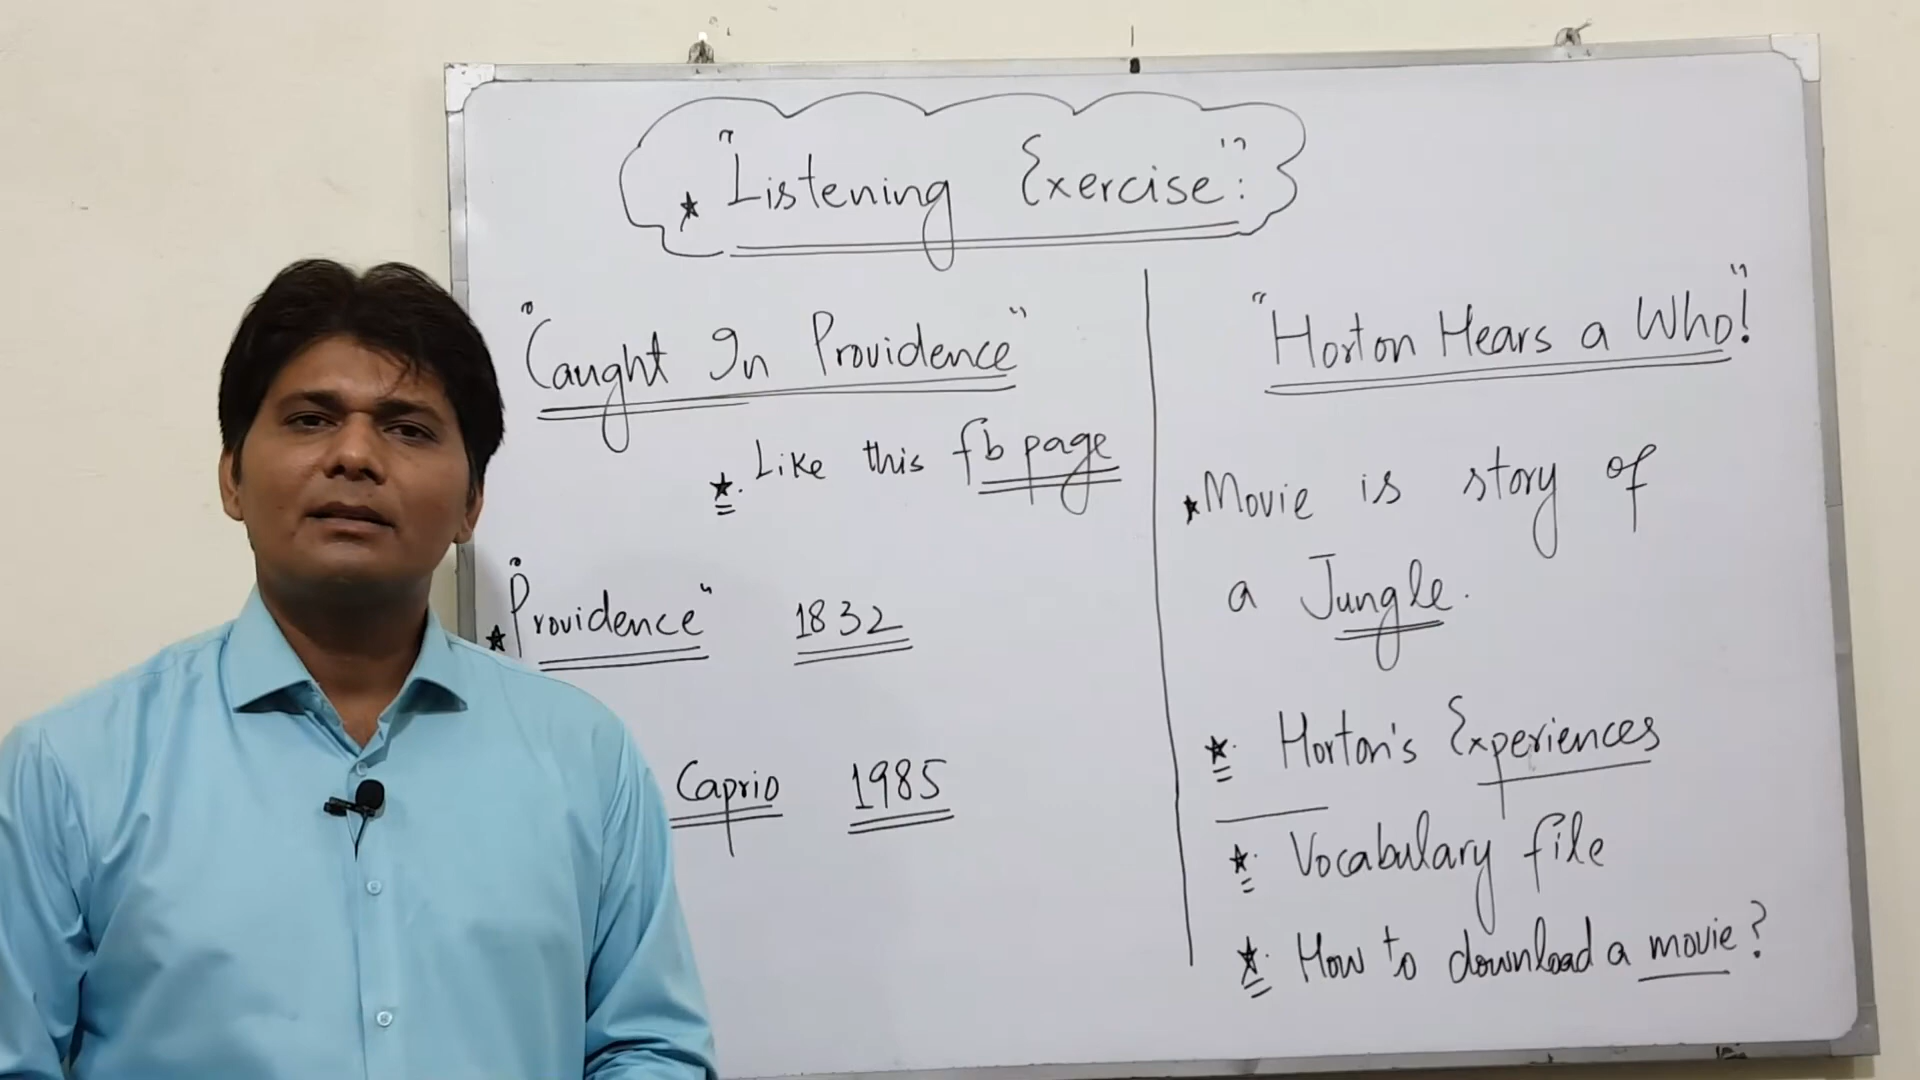 * "Listening Exercise":
"Caught In Providence"
*. Like this fb page
* "Providence" 1832
Caprio 1985
"Horton Hears a Who!"
* Movie is story of
a Jungle.
*. Horton's Experiences
*. Vocabulary file
*. How to download a movie?